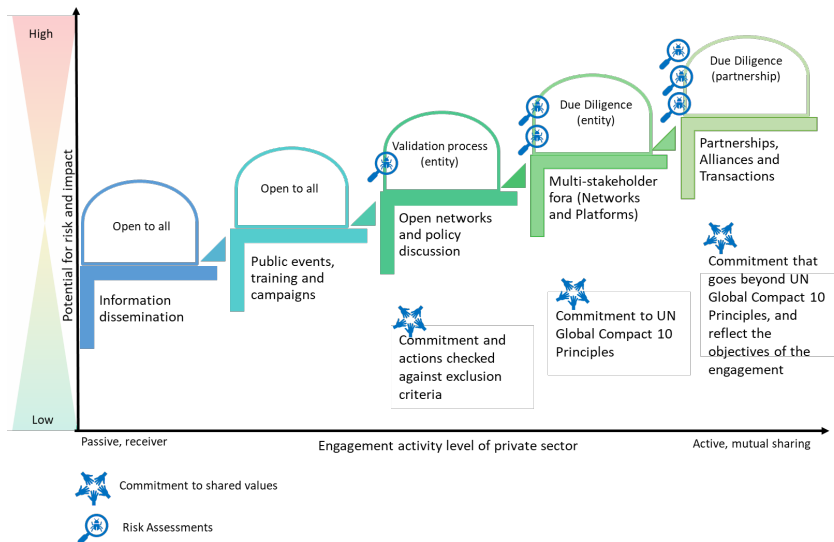 High
Potential for risk and impact
Low
Open to all
Information
dissemination
Open to all
Public events,
training and
campaigns
Validation process
(entity)
Open networks
and policy
discussion
Due Diligence
(entity)
Multi-stakeholder
fora (Networks
and Platforms)
Due Diligence
(partnership)
Partnerships,
Alliances and
Transactions
Commitment and
actions checked
against exclusion
criteria
Commitment to UN
Global Compact 10
Principles
Commitment that
goes beyond UN
Global Compact 10
Principles, and
reflect the
objectives of the
engagement
Passive, receiver
Engagement activity level of private sector
Active, mutual sharing
Commitment to shared values
Risk Assessments